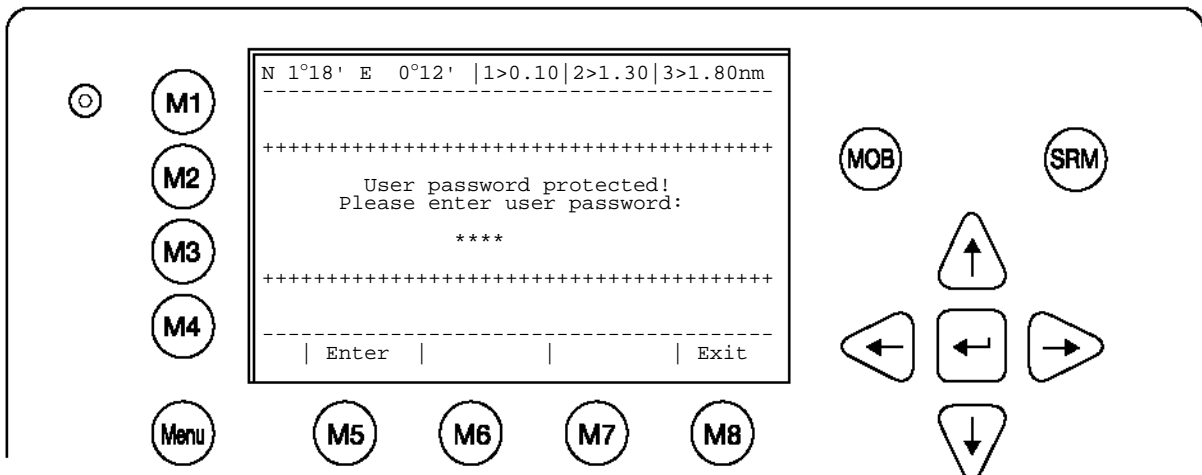 N 1°18' E 0°12' |1>0.10|2>1.30|3>1.80nm
----------------------------------------
++++++++++++++++++++++++++++++++++++++++
User password protected!
Please enter user password:
****
++++++++++++++++++++++++++++++++++++++++
----------------------------------------
| Enter | | | Exit
M1
M2
M3
M4
Menu
M5
M6
M7
M8
MOB
SRM